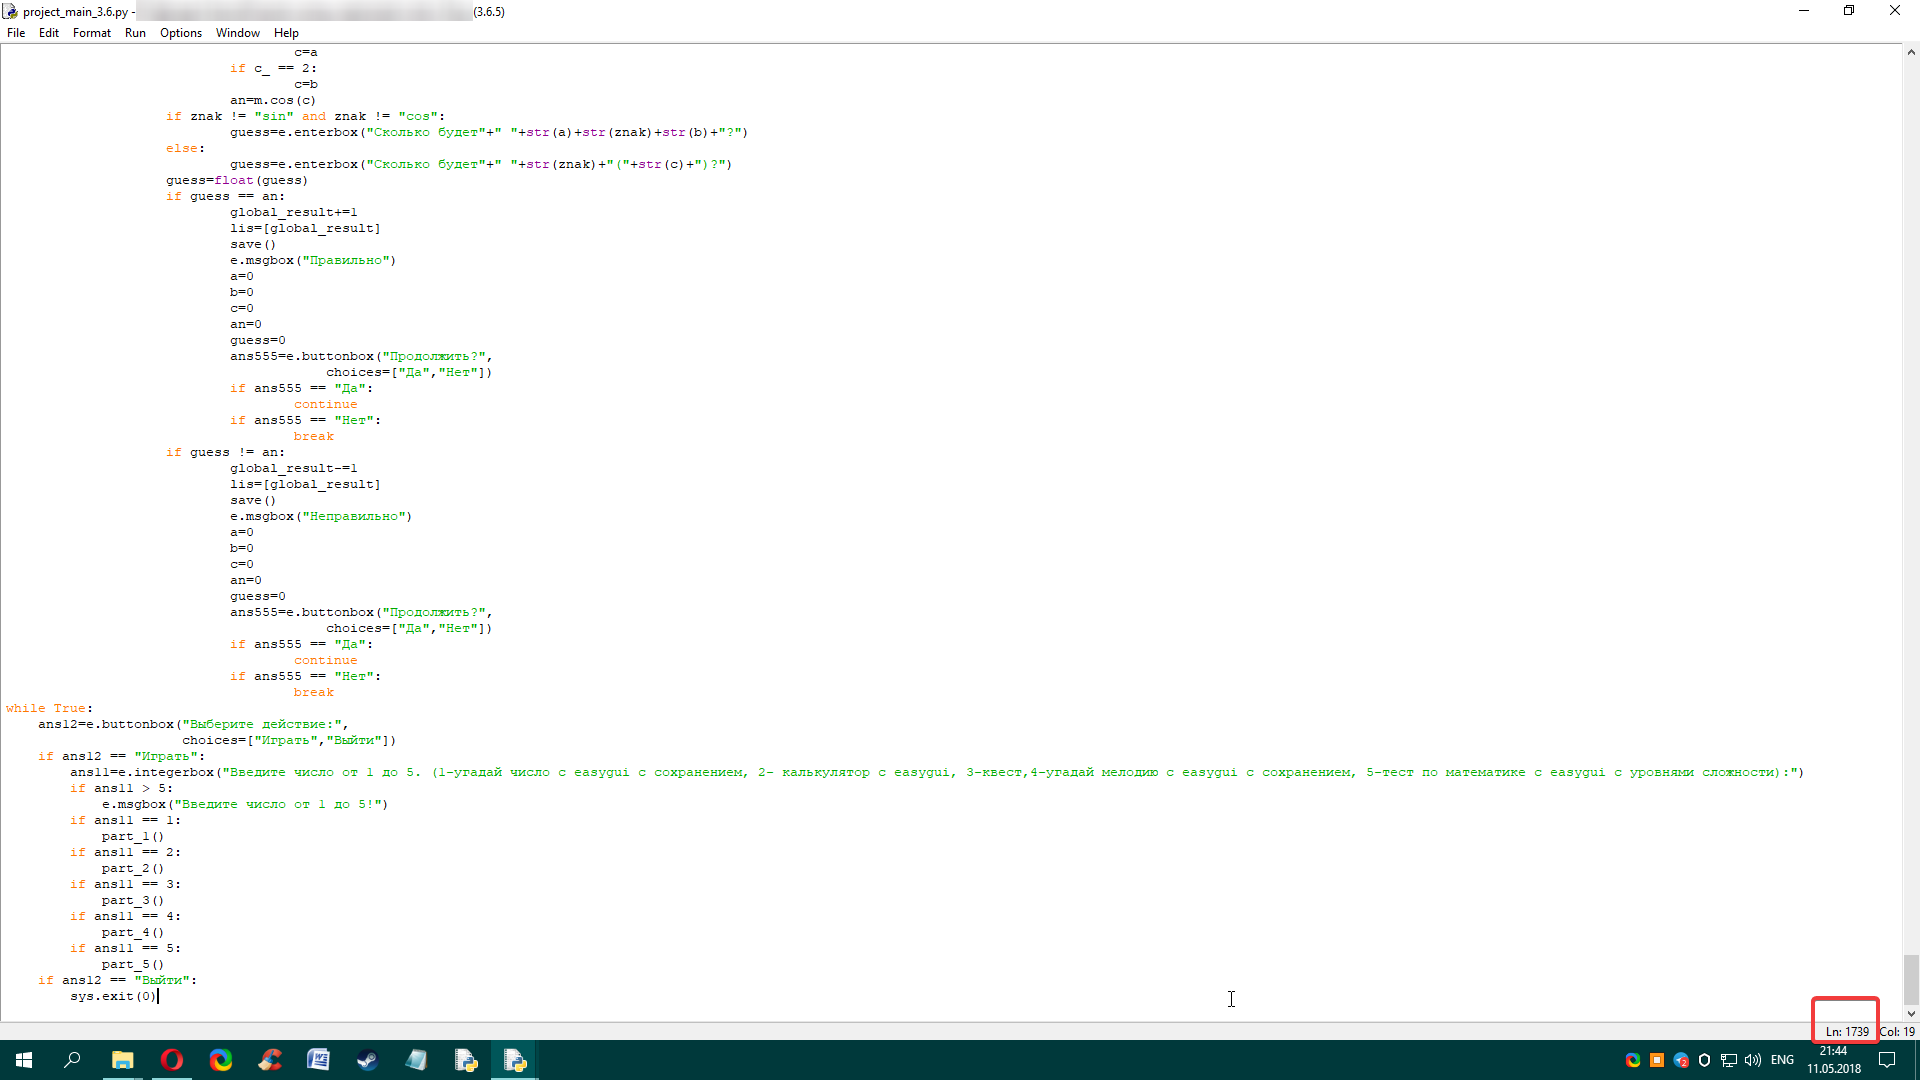 project_main_3.6.py - (3.6.5)
File Edit Format Run Options Window Help
c=a
if c_ == 2:
c=b
an=m.cos(c)
if znak != "sin" and znak != "cos":
guess=e.enterbox("Сколько будет"+" "+str(a)+str(znak)+str(b)+"?")
else:
guess=e.enterbox("Сколько будет"+" "+str(znak)+"("+str(c)+")?")
guess=float(guess)
if guess == an:
global_result+=1
lis=[global_result]
save()
e.msgbox("Правильно")
a=0
b=0
c=0
an=0
guess=0
ans555=e.buttonbox("Продолжить?",
choices=["Да","Нет"])
if ans555 == "Да":
continue
if ans555 == "Нет":
break
if guess != an:
global_result-=1
lis=[global_result]
save()
e.msgbox("Неправильно")
a=0
b=0
c=0
an=0
guess=0
ans555=e.buttonbox("Продолжить?",
choices=["Да","Нет"])
if ans555 == "Да":
continue
if ans555 == "Нет":
break
while True:
ans12=e.buttonbox("Выберите действие:",
choices=["Играть","Выйти"])
if ans12 == "Играть":
ans11=e.integerbox("Введите число от 1 до 5. (1-угадай число с easygui с сохранением, 2- калькулятор с easygui, 3-квест,4-угадай мелодию с easygui с сохранением, 5-тест по математике с easygui с уровнями сложности):")
if ans11 > 5:
e.msgbox("Введите число от 1 до 5!")
if ans11 == 1:
part_1()
if ans11 == 2:
part_2()
if ans11 == 3:
part_3()
if ans11 == 4:
part_4()
if ans11 == 5:
part_5()
if ans12 == "Выйти":
sys.exit(0)
Ln: 1739 Col: 19
ENG
21:44
11.05.2018